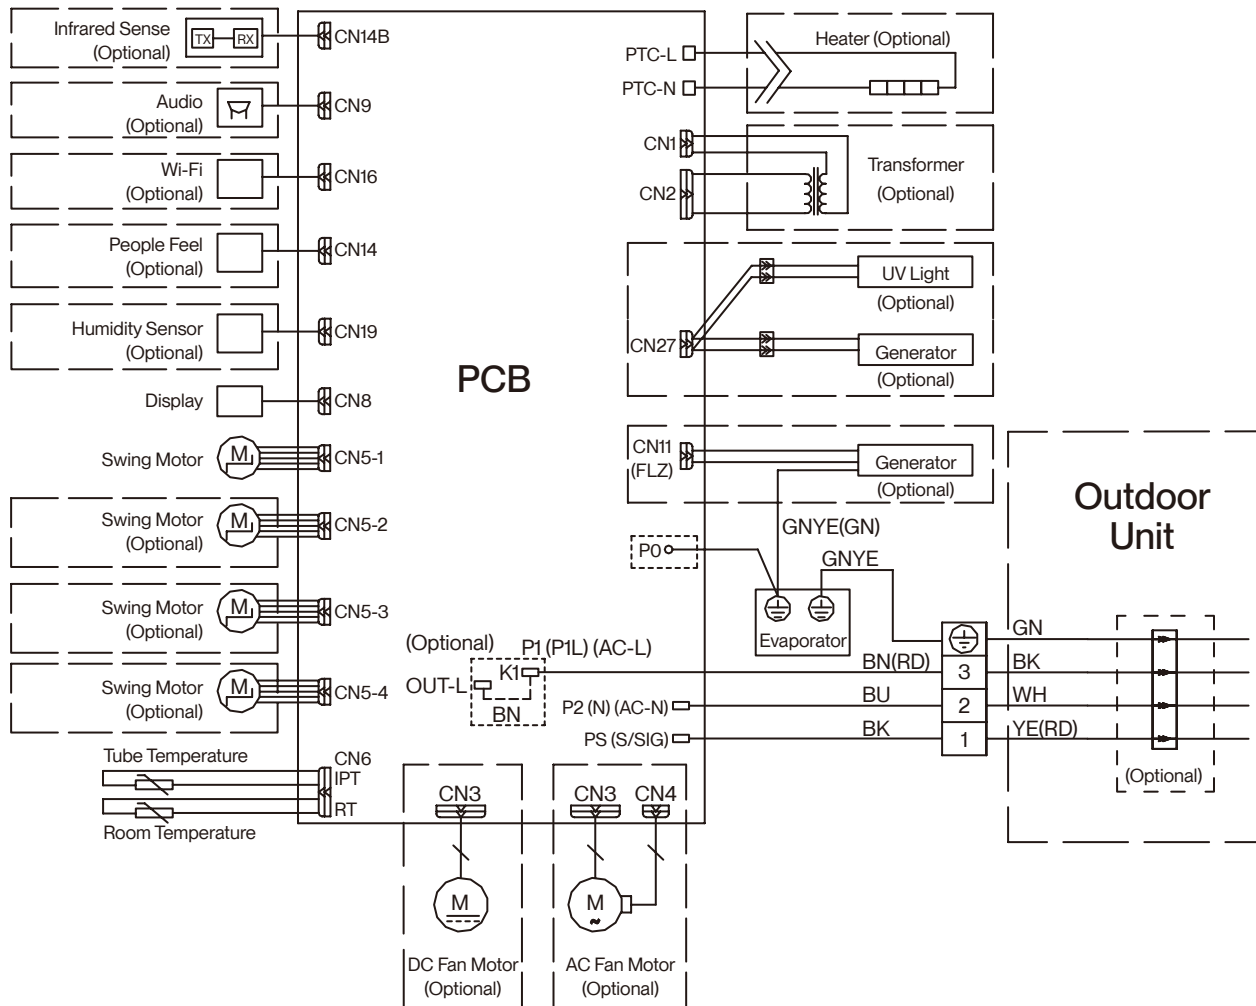 Infrared Sense
(Optional)
TX
RX
CN14B
Audio
(Optional)
CN9
Wi-Fi
(Optional)
CN16
People Feel
(Optional)
CN14
Humidity Sensor
(Optional)
CN19
Display
CN8
Swing Motor
M
CN5-1
Swing Motor
(Optional)
M
CN5-2
Swing Motor
(Optional)
M
CN5-3
Swing Motor
(Optional)
M
CN5-4
Tube Temperature
CN6
IPT
RT
Room Temperature
PCB
PTC-L
PTC-N
Heater (Optional)
CN1
CN2
Transformer
(Optional)
CN27
UV Light
(Optional)
Generator
(Optional)
CN11
(FLZ)
Generator
(Optional)
P0
GNYE(GN)
GNYE
Evaporator
(Optional)
P1 (P1L) (AC-L)
K1
OUT-L
BN
P2 (N) (AC-N)
PS (S/SIG)
BN(RD)
BU
BK
3
2
1
GN
BK
WH
YE(RD)
Outdoor
Unit
(Optional)
CN3
M
DC Fan Motor
(Optional)
CN3
CN4
M
AC Fan Motor
(Optional)